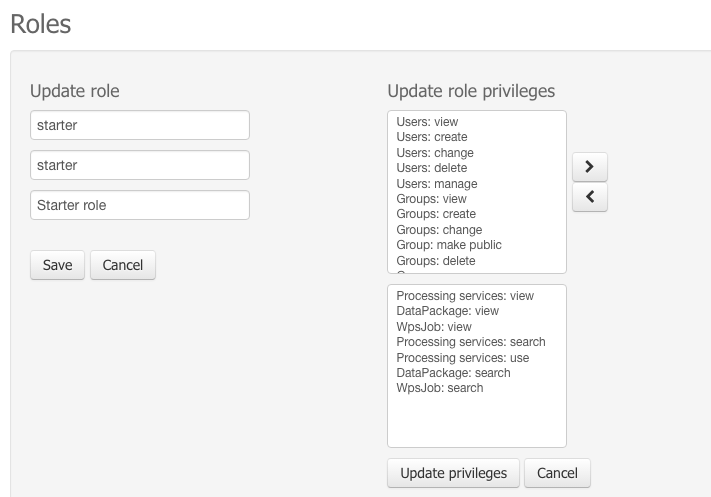 Roles
Update role
starter
starter
Starter role
Save
Cancel
Update role privileges
Users: view
Users: create
Users: change
Users: delete
Users: manage
Groups: view
Groups: create
Groups: change
Group: make public
Groups: delete
Processing services: view
DataPackage: view
WpsJob: view
Processing services: search
Processing services: use
DataPackage: search
WpsJob: search
Update privileges
Cancel